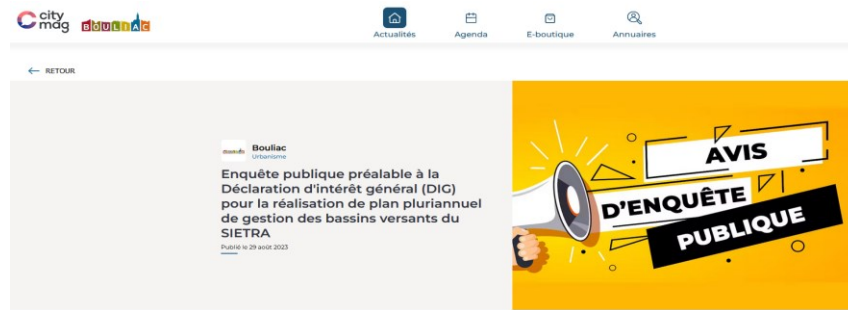 city
mag
BOULIAC
Actualités
Agenda
E-boutique
Annuaires
← RETOUR
Bouliac
Urbanisme
Enquête publique préalable à la
Déclaration d'intérêt général (DIG)
pour la réalisation de plan pluriannuel
de gestion des bassins versants du
SIETRA
Publié le 29 août 2023
AVIS
D'ENQUÊTE
PUBLIQUE